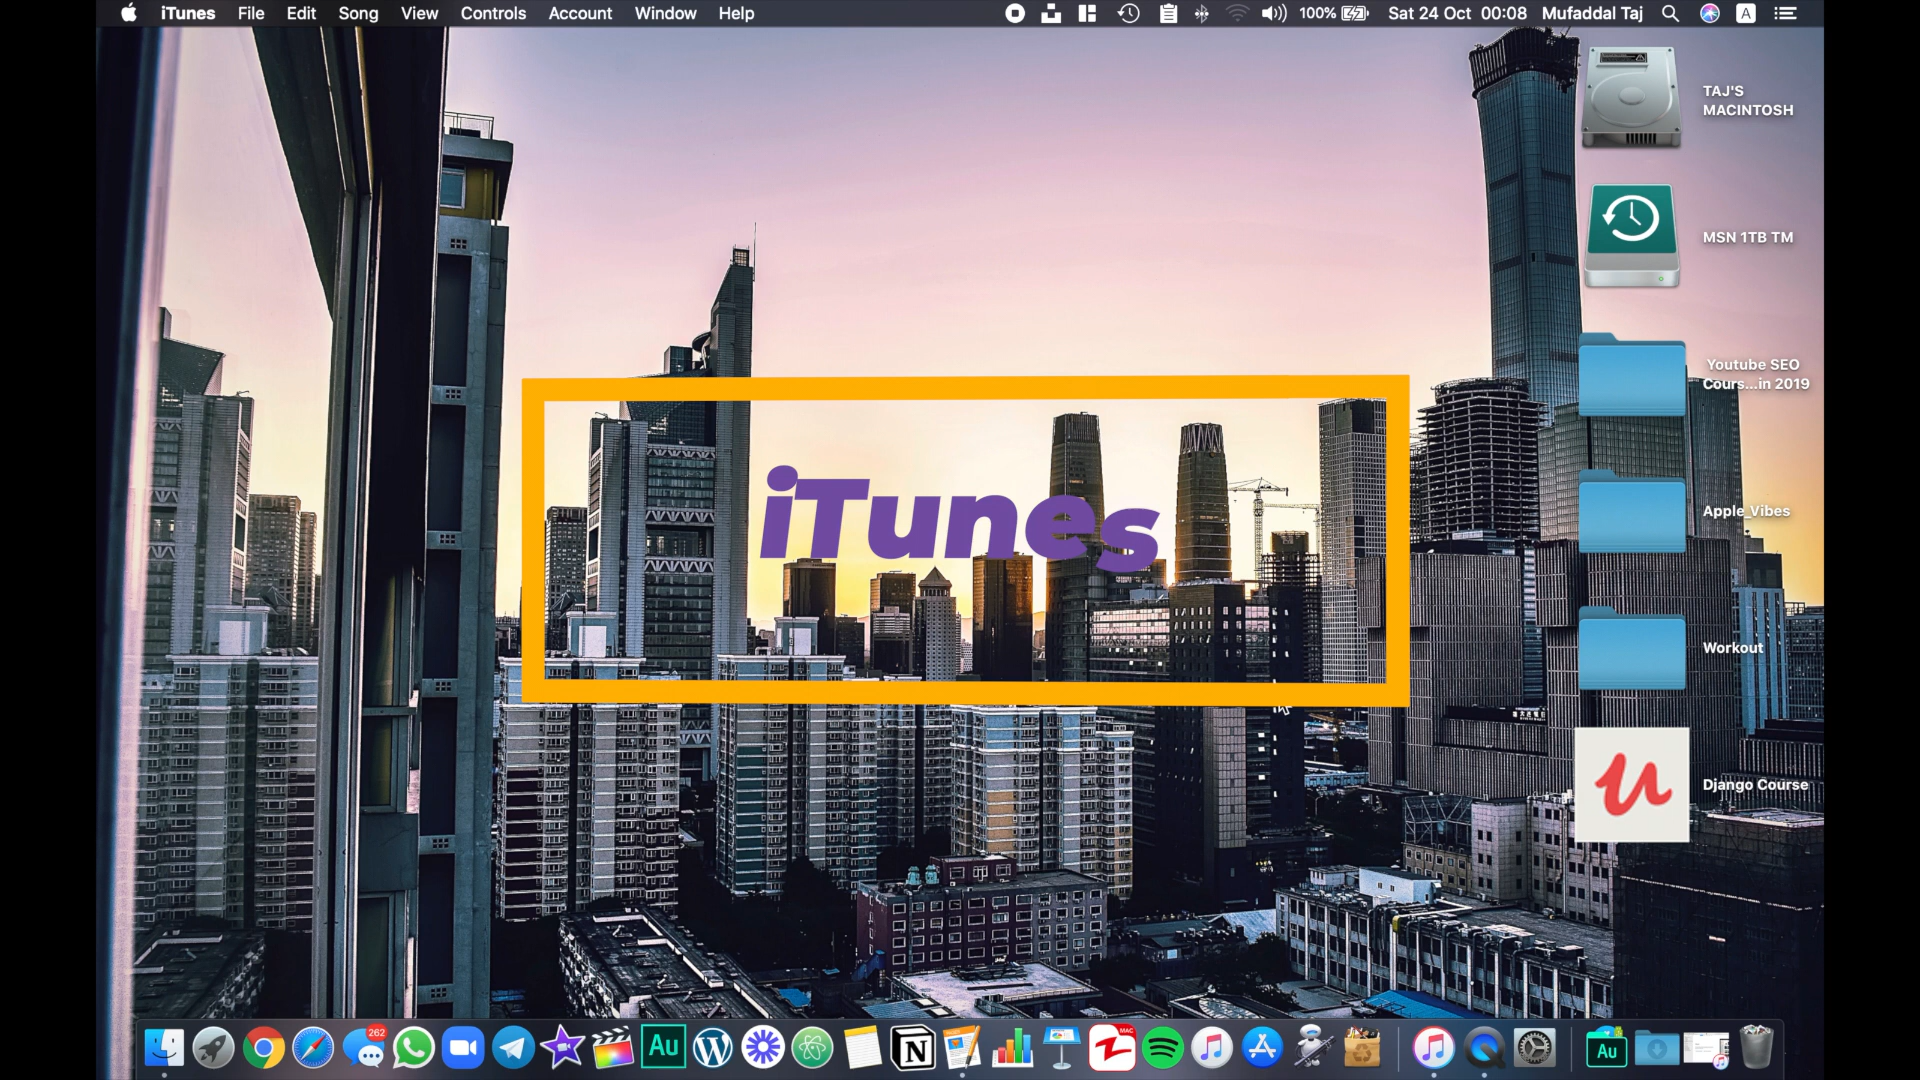 iTunes File Edit Song View Controls Account Window Help 100% Sat 24 Oct 00:08 Mufaddal Taj A
TAJ'S
MACINTOSH
MSN 1TB TM
Youtube SEO
Cours...in 2019
Apple_Vibes
Workout
Django Course
iTunes
262
Au
N
MAC
Au